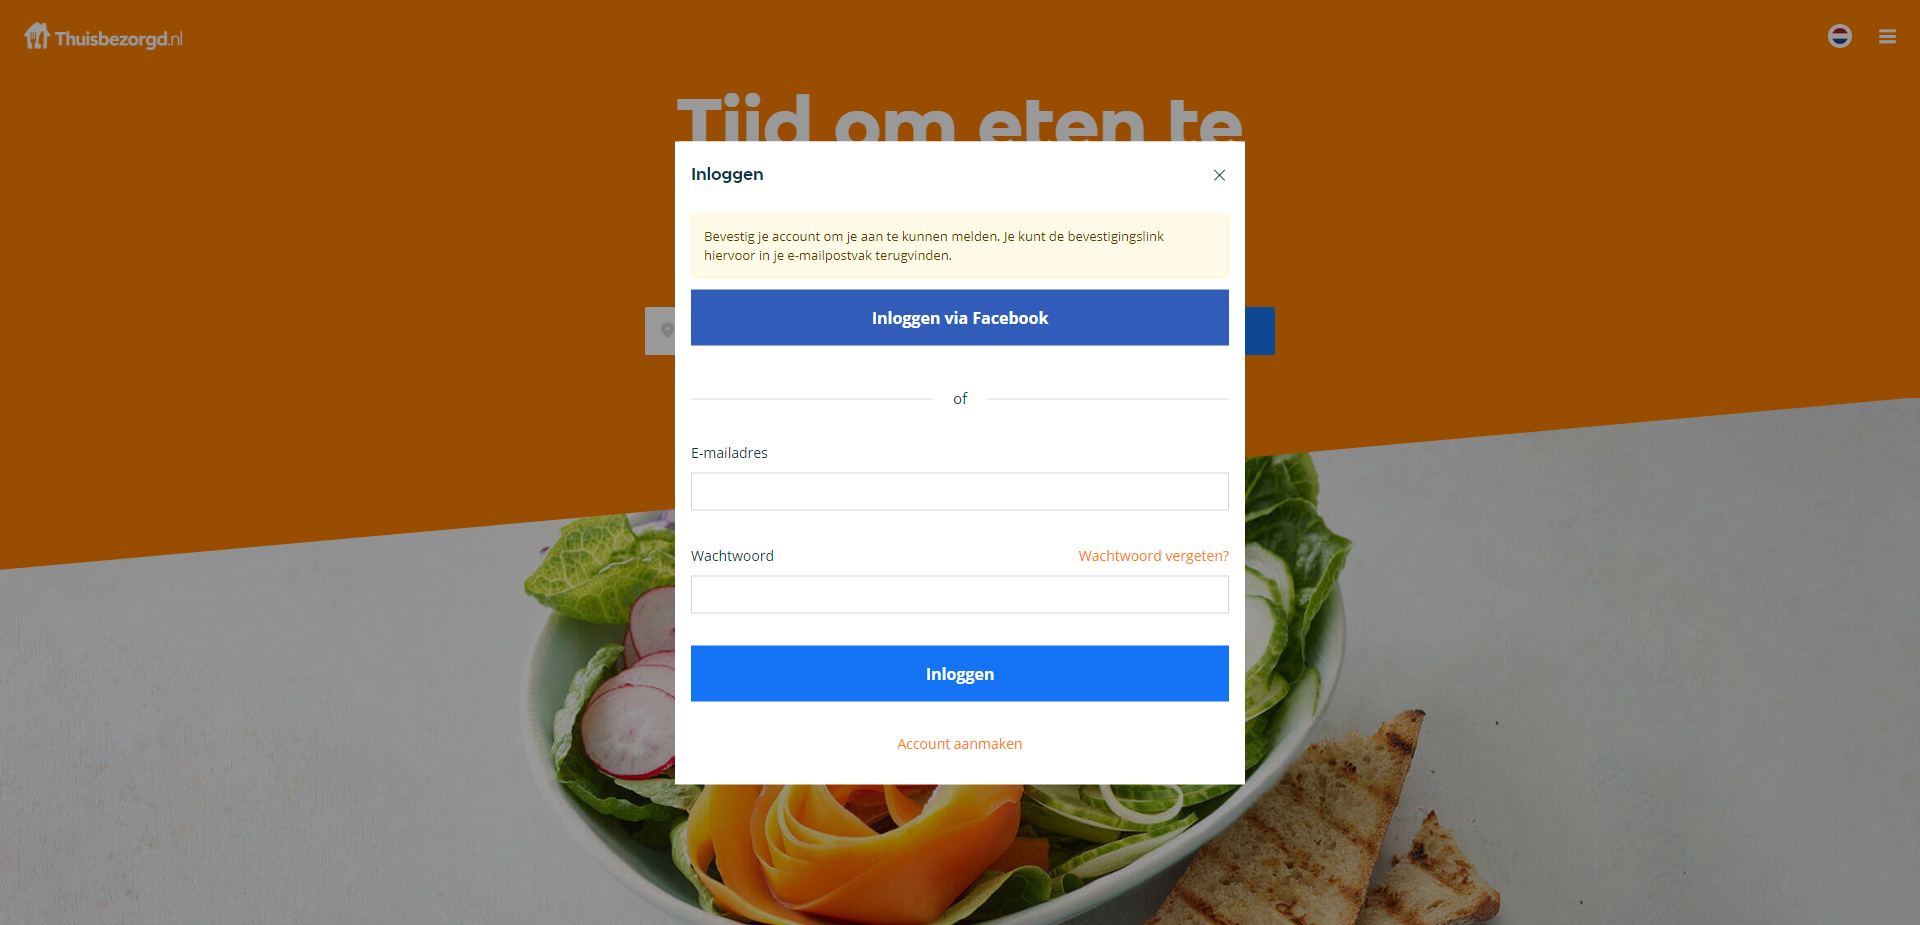 Thuisbezorgd.nl
Tijd om eten te
Inloggen
Bevestig je account om je aan te kunnen melden. Je kunt de bevestigingslink
hiervoor in je e-mailpostvak terugvinden.
Inloggen via Facebook
of
E-mailadres
Wachtwoord
Wachtwoord vergeten?
Inloggen
Account aanmaken